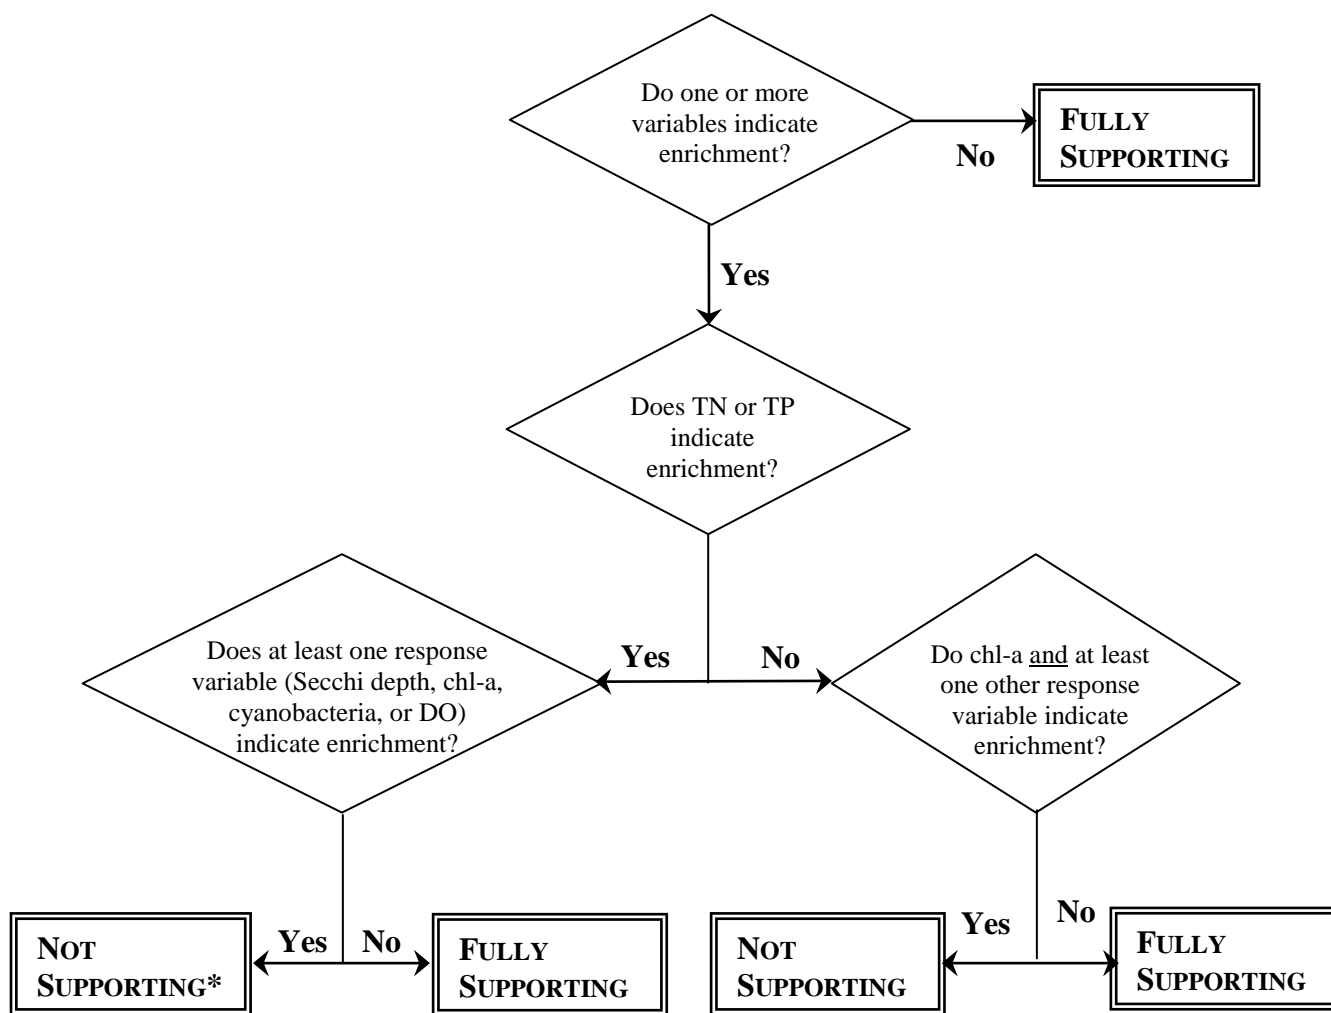 Do one or more
variables indicate
enrichment?
No
FULLY
SUPPORTING
Yes
Does TN or TP
indicate
enrichment?
Does at least one response
variable (Secchi depth, chl-a,
cyanobacteria, or DO)
indicate enrichment?
Yes
No
Do chl-a and at least
one other response
variable indicate
enrichment?
NOT
SUPPORTING*
Yes
No
FULLY
SUPPORTING
NOT
SUPPORTING
Yes
No
FULLY
SUPPORTING